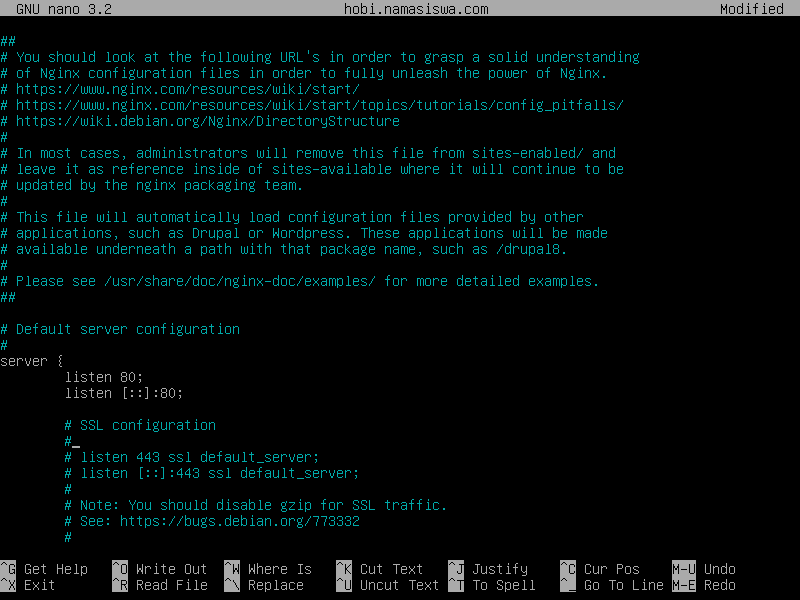 GNU nano 3.2 hobi.namasiswa.com Modified
##
# You should look at the following URL's in order to grasp a solid understanding
# of Nginx configuration files in order to fully unleash the power of Nginx.
# https://www.nginx.com/resources/wiki/start/
# https://www.nginx.com/resources/wiki/start/topics/tutorials/config_pitfalls/
# https://wiki.debian.org/Nginx/DirectoryStructure
#
# In most cases, administrators will remove this file from sites-enabled/ and
# leave it as reference inside of sites-available where it will continue to be
# updated by the nginx packaging team.
#
# This file will automatically load configuration files provided by other
# applications, such as Drupal or Wordpress. These applications will be made
# available underneath a path with that package name, such as /drupal8.
#
# Please see /usr/share/doc/nginx-doc/examples/ for more detailed examples.
##
# Default server configuration
#
server {
listen 80;
listen [::]:80;
# SSL configuration
#_
# listen 443 ssl default_server;
# listen [::]:443 ssl default_server;
#
# Note: You should disable gzip for SSL traffic.
# See: https://bugs.debian.org/773332
#
^G Get Help ^O Write Out ^W Where Is ^K Cut Text ^J Justify ^C Cur Pos M-U Undo
^X Exit ^R Read File ^\ Replace ^U Uncut Text ^T To Spell ^_ Go To Line M-E Redo